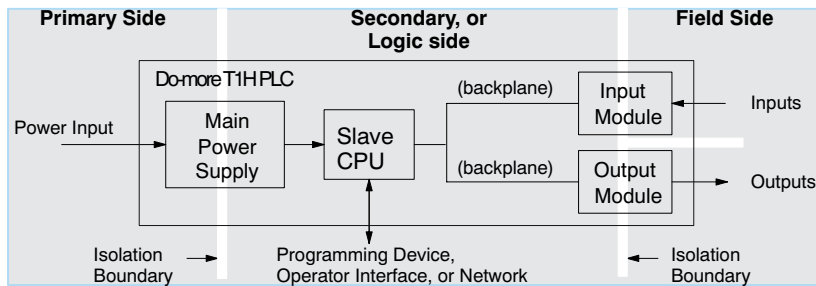 Primary Side
Secondary, or
Logic side
Field Side
Do-more T1H PLC
Power Input
Main
Power
Supply
Slave
CPU
(backplane)
(backplane)
Input
Module
Inputs
Output
Module
Outputs
Isolation
Boundary
Programming Device,
Operator Interface, or Network
Isolation
Boundary